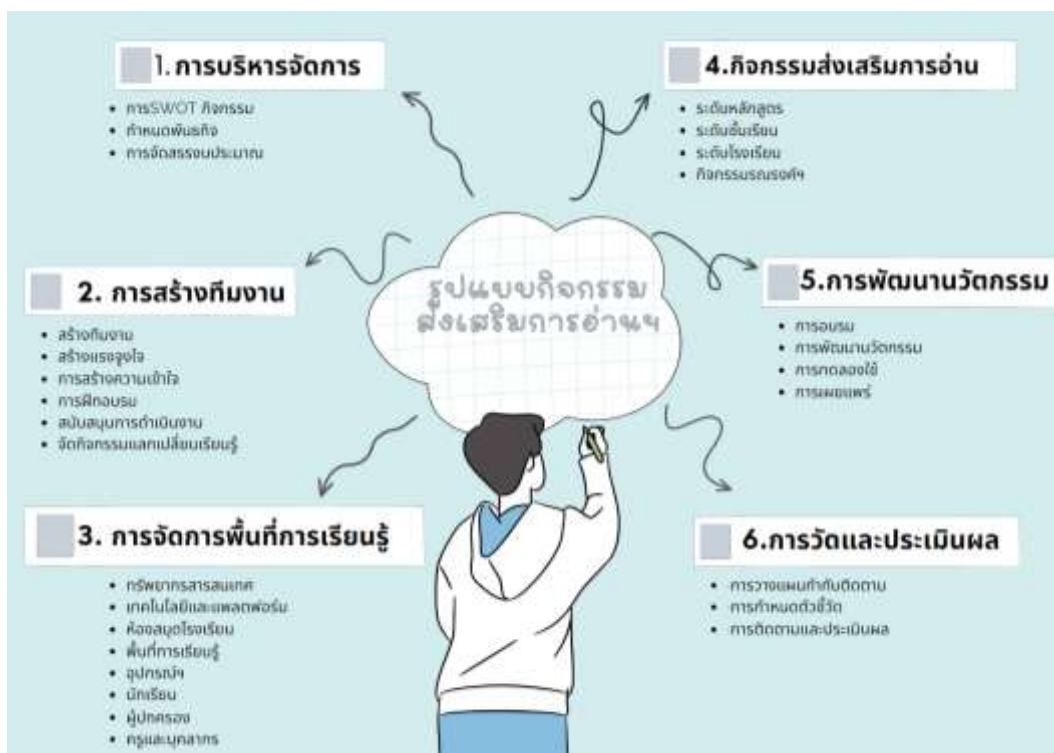 1. การบริหารจัดการ
• การSWOT กิจกรรม
• กำหนดพันธกิจ
• การจัดสรรงบประมาณ
2. การสร้างทีมงาน
• สร้างทีมงาน
• สร้างแรงจูงใจ
• การสร้างความเข้าใจ
• การฝึกอบรม
• สนับสนุนการดำเนินงาน
• จัดกิจกรรมแลกเปลี่ยนเรียนรู้
3. การจัดการพื้นที่การเรียนรู้
• ทรัพยากรสารสนเทศ
• เทคโนโลยีและแพลตฟอร์ม
• ห้องสมุดโรงเรียน
• พื้นที่การเรียนรู้
• อุปกรณ์ฯ
• นักเรียน
• ผู้ปกครอง
• ครูและบุคลากร
รูปแบบกิจกรรม
ส่งเสริมการอ่านฯ
4.กิจกรรมส่งเสริมการอ่าน
• ระดับหลักสูตร
• ระดับชั้นเรียน
• ระดับโรงเรียน
• กิจกรรมรณรงค์ฯ
5.การพัฒนานวัตกรรม
• การอบรม
• การพัฒนานวัตกรรม
• การทดลองใช้
• การเผยแพร่
6.การวัดและประเมินผล
• การวางแผนกำกับติดตาม
• การกำหนดตัวชี้วัด
• การติดตามและประเมินผล